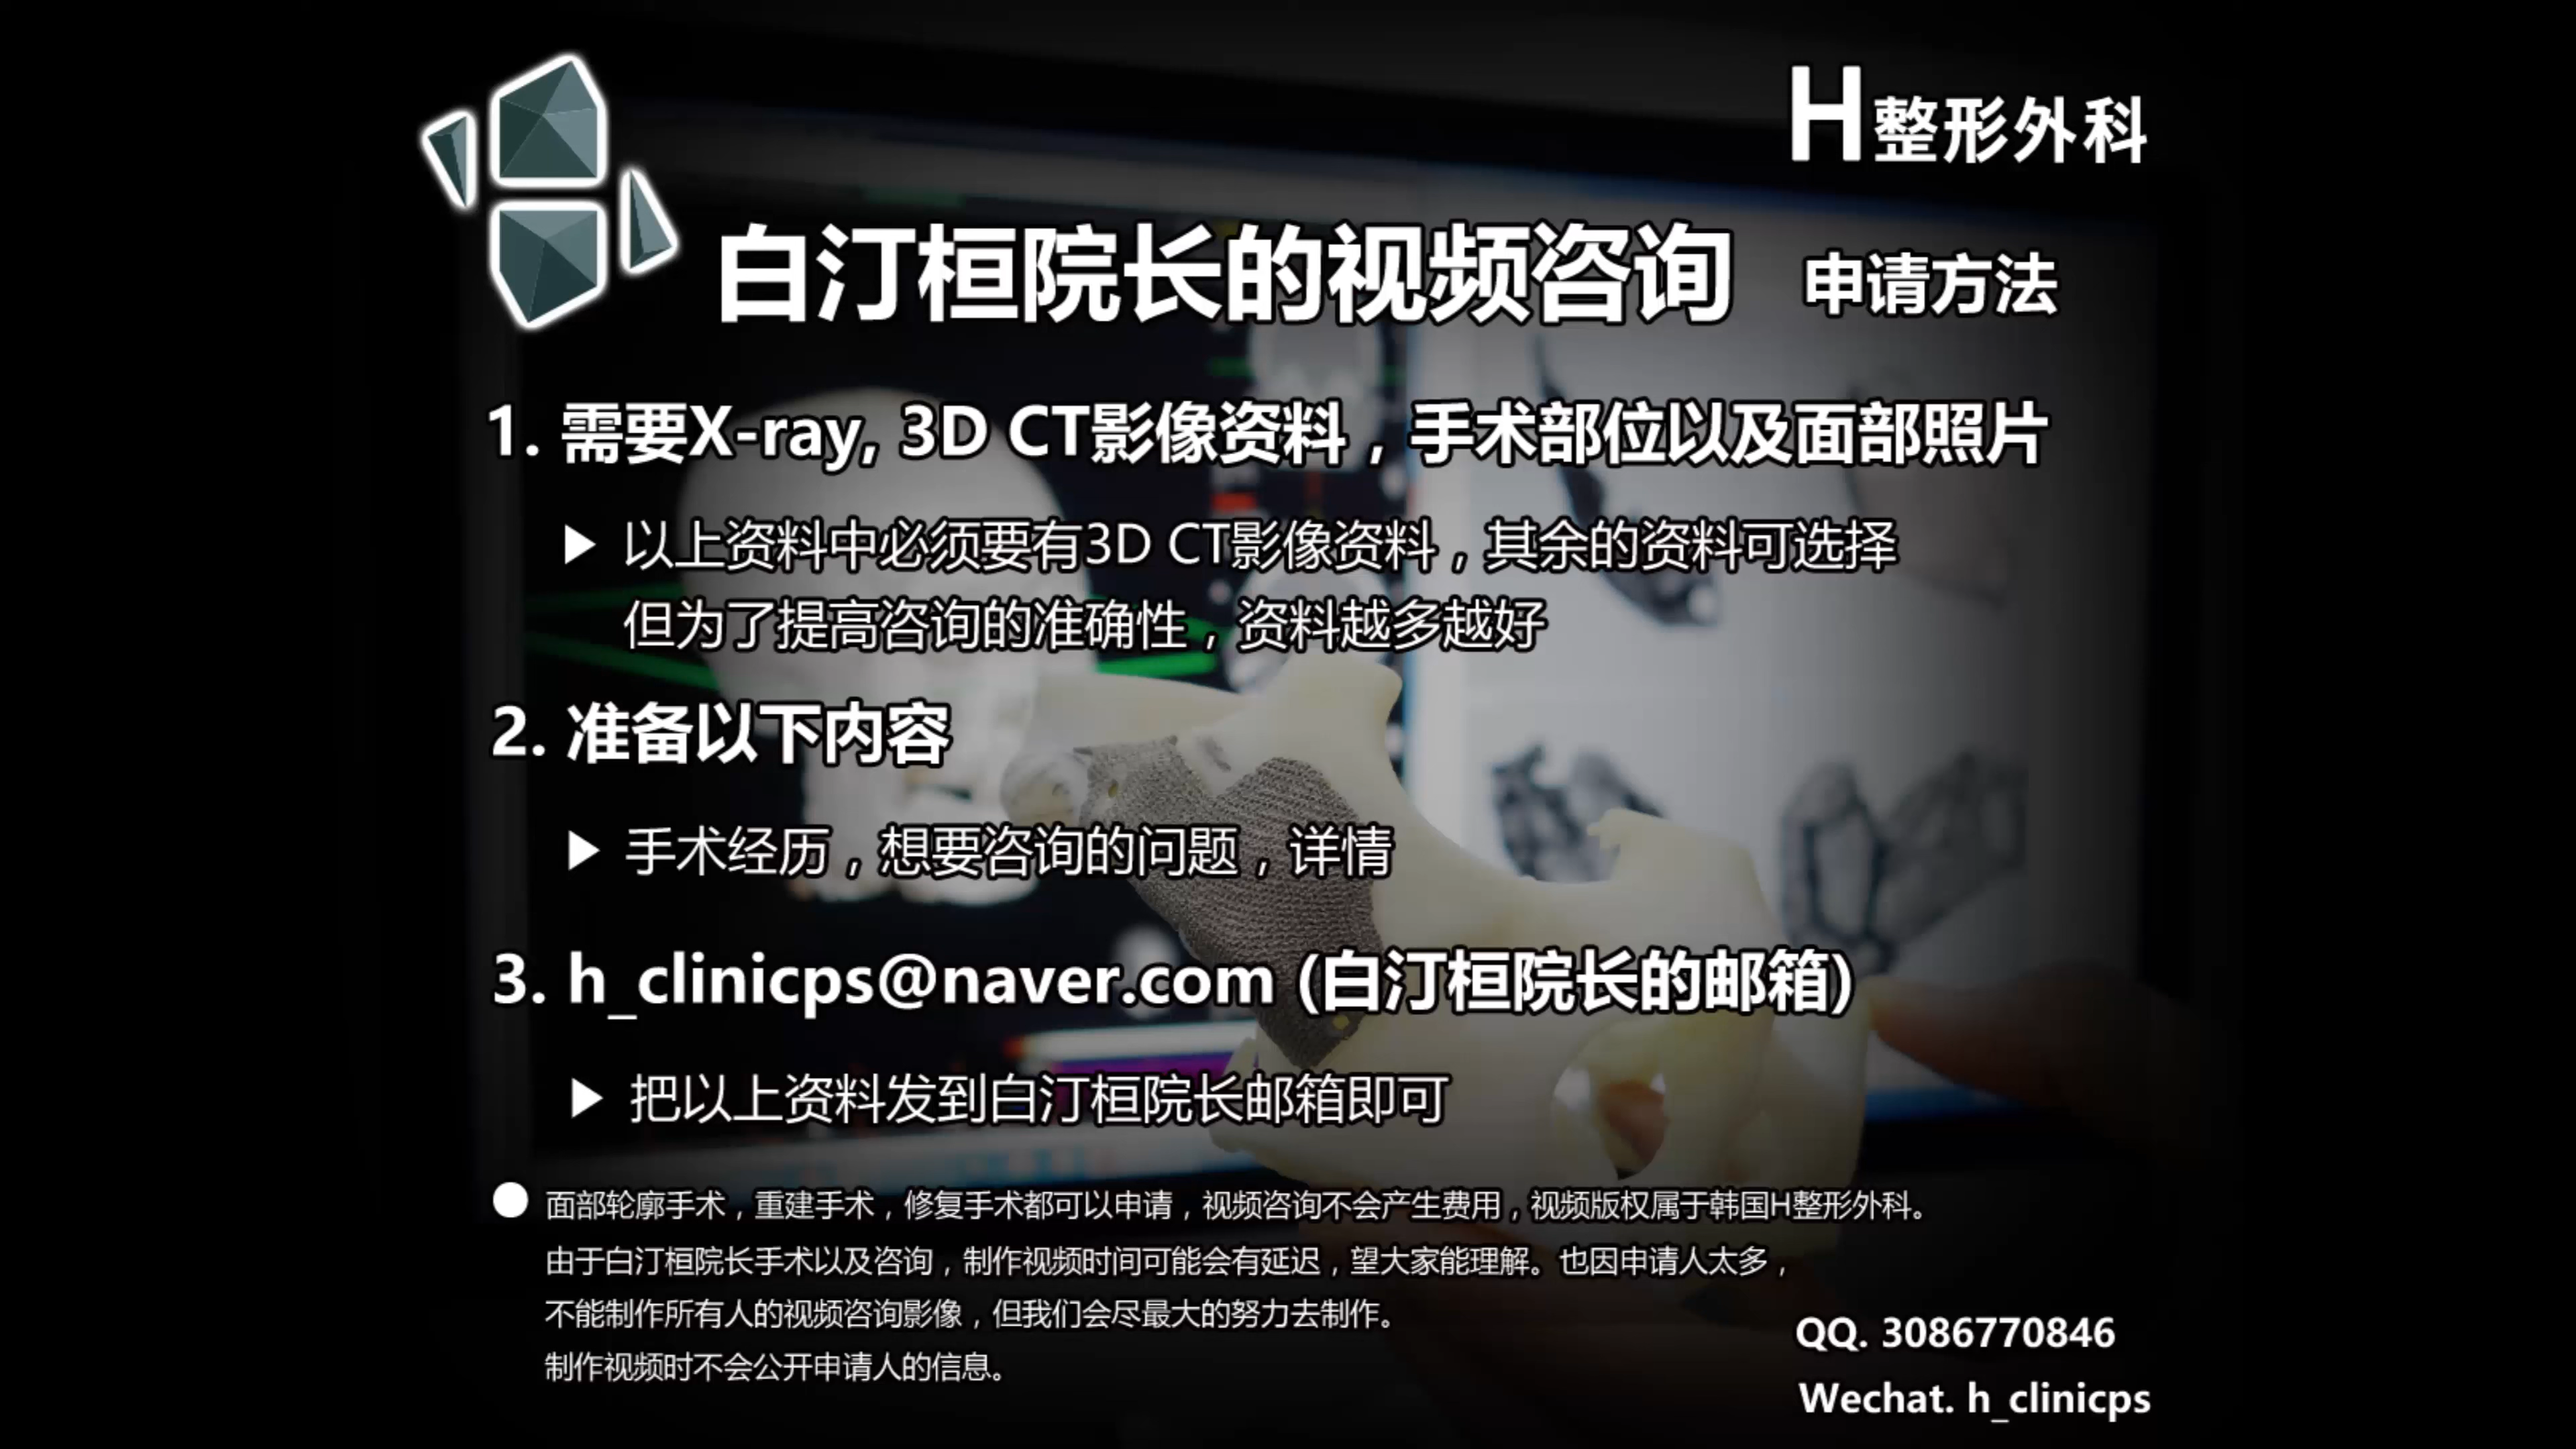 H整形外科
白汀桓院长的视频咨询 申请方法
1. 需要X-ray, 3D CT影像资料，手术部位以及面部照片
▶ 以上资料中必须要有3D CT影像资料，其余的资料可选择
但为了提高咨询的准确性，资料越多越好
2. 准备以下内容
▶ 手术经历，想要咨询的问题，详情
3. h_clinicps@naver.com (白汀桓院长的邮箱)
▶ 把以上资料发到白汀桓院长邮箱即可
● 面部轮廓手术，重建手术，修复手术都可以申请，视频咨询不会产生费用，视频版权属于韩国H整形外科。
由于白汀桓院长手术以及咨询，制作视频时间可能会有延迟，望大家能理解。也因申请人太多，
不能制作所有人的视频咨询影像，但我们会尽最大的努力去制作。
制作视频时不会公开申请人的信息。
QQ. 3086770846
Wechat. h_clinicps